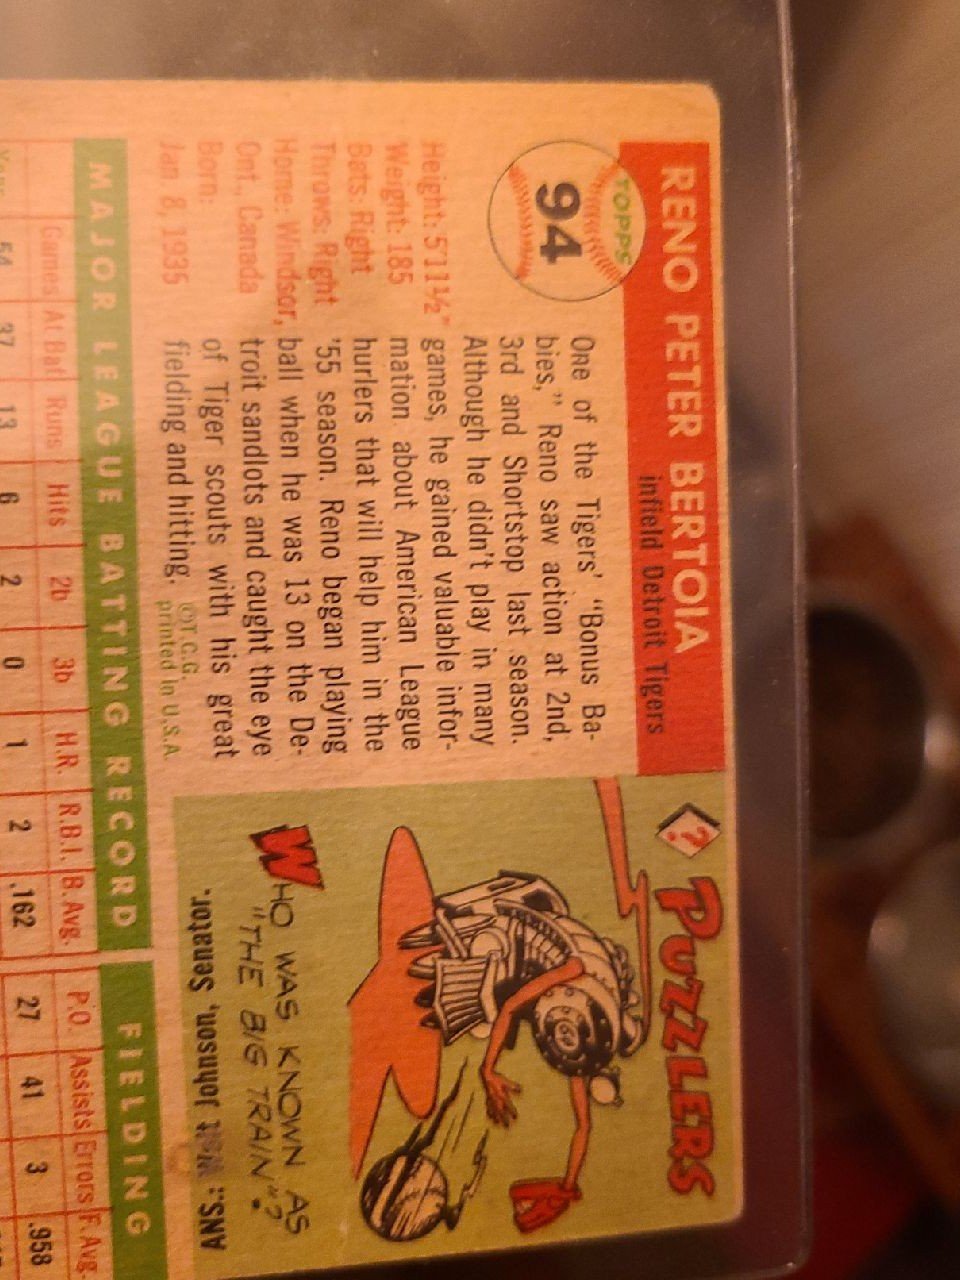 RENO PETER BERTOIA
infield Detroit Tigers
TOPPS
94
Height: 5'11½"
Weight: 185
Bats: Right
Throws: Right
Home: Windsor,
Ont., Canada
Born:
Jan 8, 1935
One of the Tigers' "Bonus Ba-
bies," Reno saw action at 2nd,
3rd and Shortstop last season.
Although he didn't play in many
games, he gained valuable infor-
mation about American League
hurlers that will help him in the
'55 season. Reno began playing
ball when he was 13 on the De-
troit sandlots and caught the eye
of Tiger scouts with his great
fielding and hitting.
©T.C.G.
printed in U.S.A.
? PUZZLERS
WHO WAS KNOWN AS
"THE BIG TRAIN"?
ANS.: Walt Johnson, Senator.
MAJOR LEAGUE BATTING RECORD FIELDING
Games At Bat Runs Hits 2b 3b H.R. R.B.I. B.Avg. P.O. Assists Errors F.Avg.
54 37 13 6 2 0 1 2 .162 27 41 3 .958